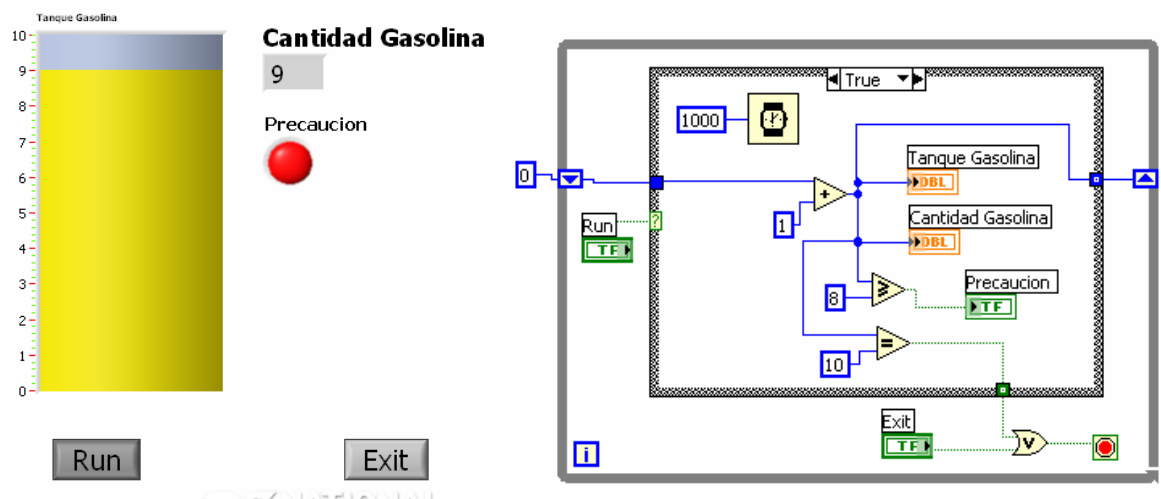 Tanque Gasolina
10
9
8
7
6
5
4
3
2
1
0
Cantidad Gasolina
9
Precaucion
Run
Exit
True
1000
0
Tanque Gasolina
DBL
+
1
Run
?
TF
Cantidad Gasolina
DBL
8
≥
Precaucion
TF
=
10
Exit
TF
V
i